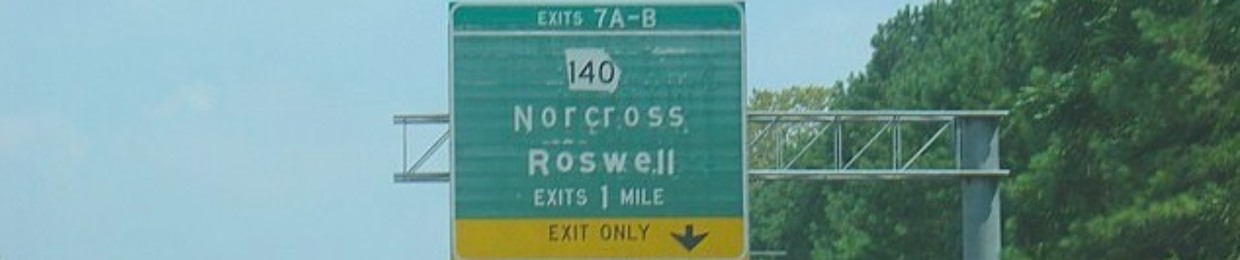 EXITS 7A-B
140
Norcross
Roswell
EXITS 1 MILE
EXIT ONLY